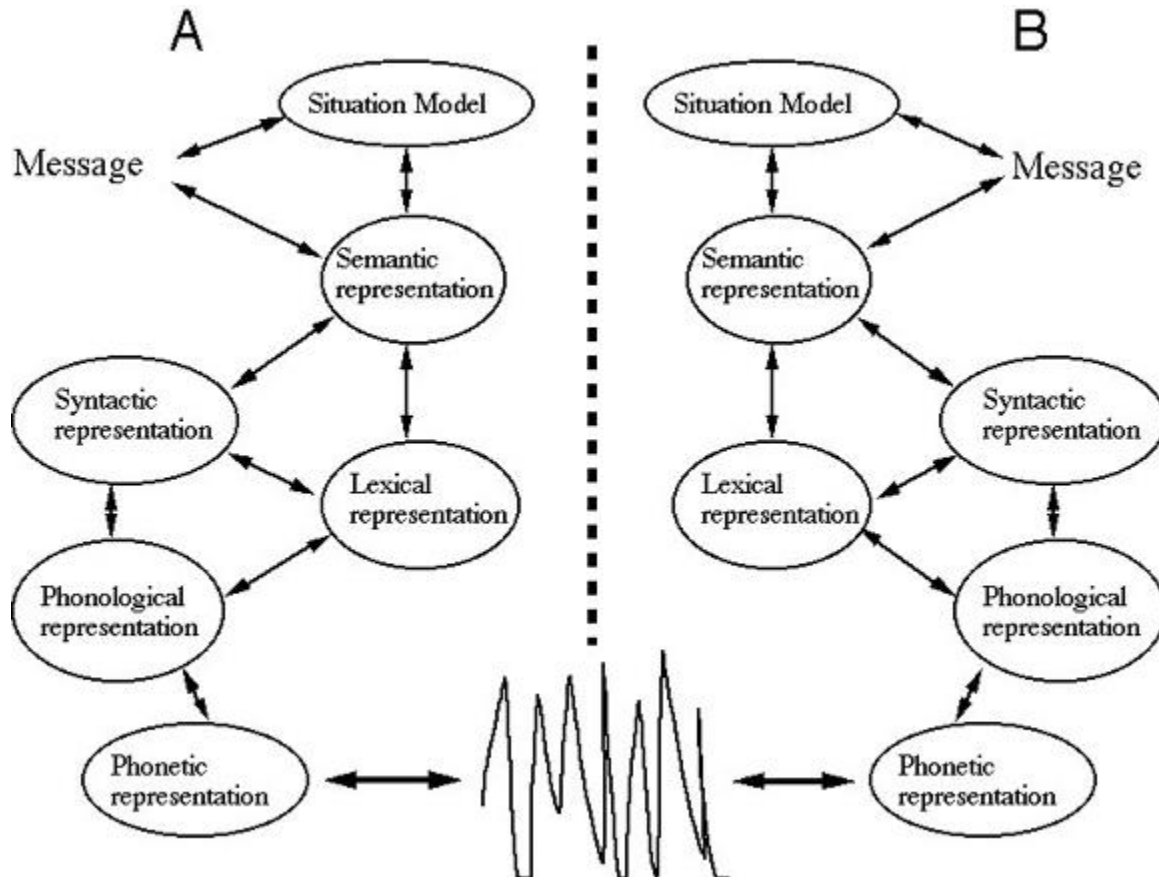 A
B
Situation Model
Situation Model
Message
Message
Semantic
representation
Semantic
representation
Syntactic
representation
Syntactic
representation
Lexical
representation
Lexical
representation
Phonological
representation
Phonological
representation
Phonetic
representation
Phonetic
representation